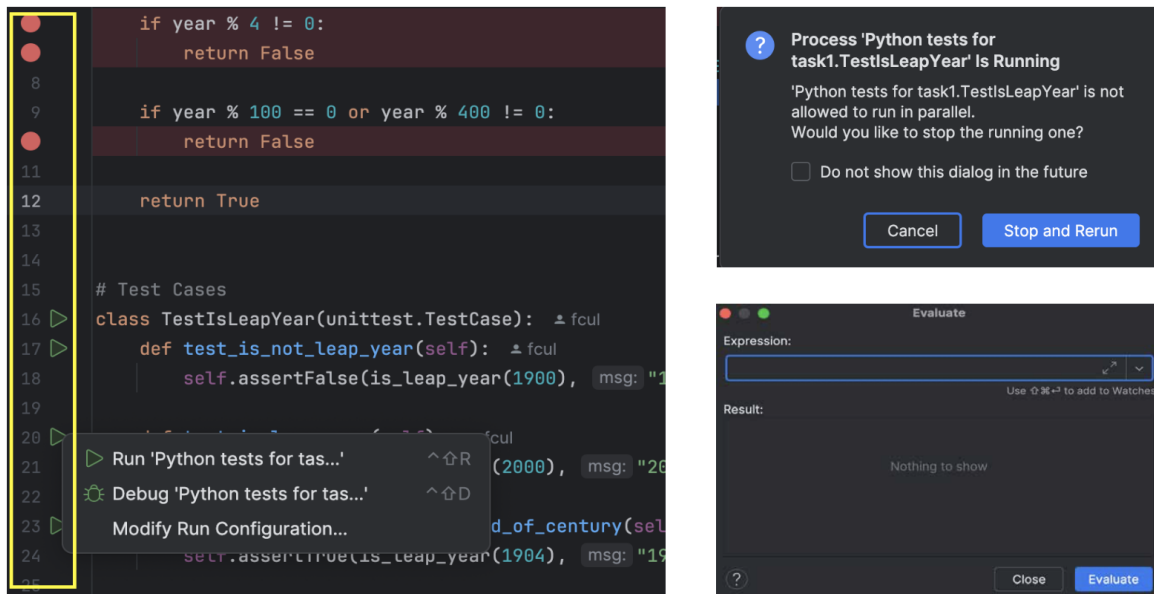 if year % 4 != 0:
return False
8
9 if year % 100 == 0 or year % 400 != 0:
return False
11
12 return True
13
14
15 # Test Cases
16 class TestIsLeapYear(unittest.TestCase): fcul
17 def test_is_not_leap_year(self): fcul
18 self.assertFalse(is_leap_year(1900), msg: "1
19
20 fcul
Run 'Python tests for tas...' ^⇧R
21 (2000), msg: "20
22 Debug 'Python tests for tas...' ^⇧D
23 Modify Run Configuration... d_of_century(sel
24 self.assertTrue(is_leap_year(1904), msg: "19
25
Process 'Python tests for
task1.TestIsLeapYear' Is Running
'Python tests for task1.TestIsLeapYear' is not
allowed to run in parallel.
Would you like to stop the running one?
Do not show this dialog in the future
Cancel Stop and Rerun
Evaluate
Expression:
Use ⇧⌘↩ to add to Watches
Result:
Nothing to show
? Close Evaluate